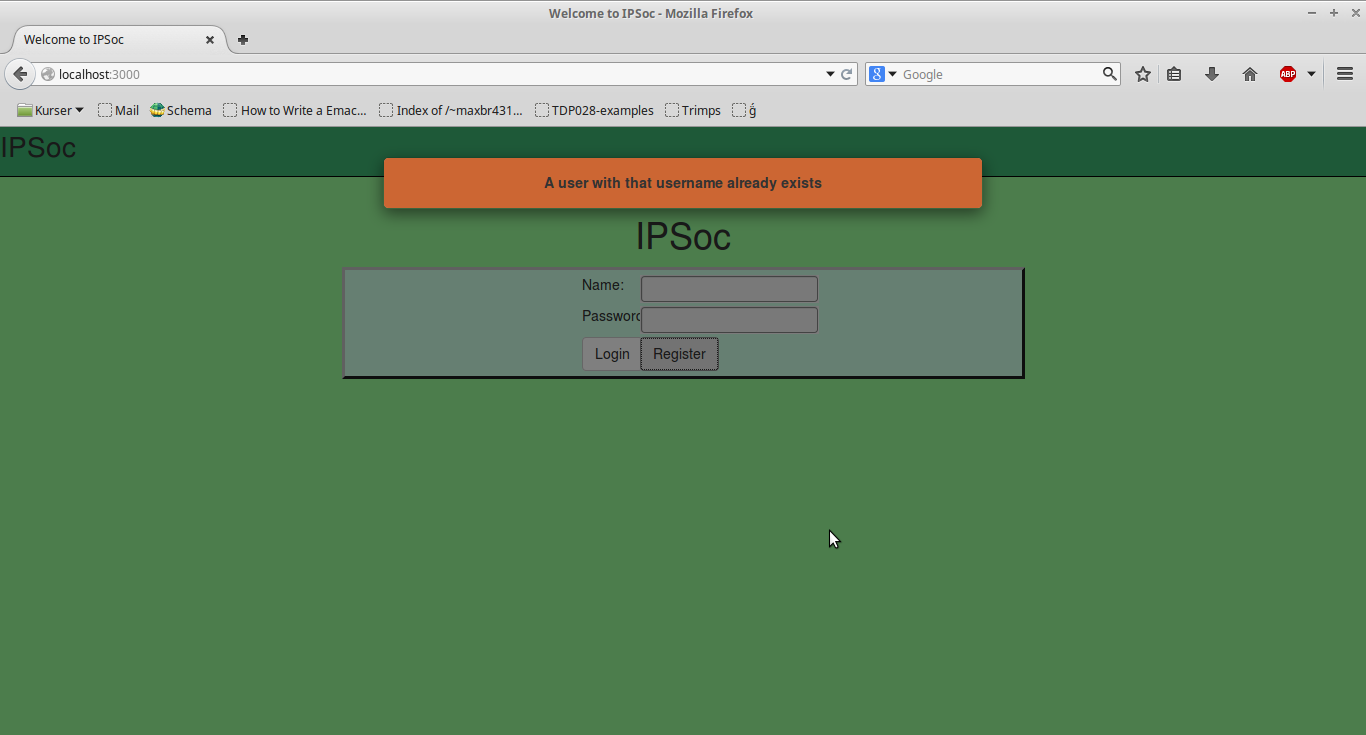 Welcome to IPSoc - Mozilla Firefox
Welcome to IPSoc
localhost:3000
Google
ABP
Kurser
Mail
Schema
How to Write a Emac...
Index of /~maxbr431...
TDP028-examples
Trimps
ģ
IPSoc
A user with that username already exists
IPSoc
Name:
Password
Login
Register